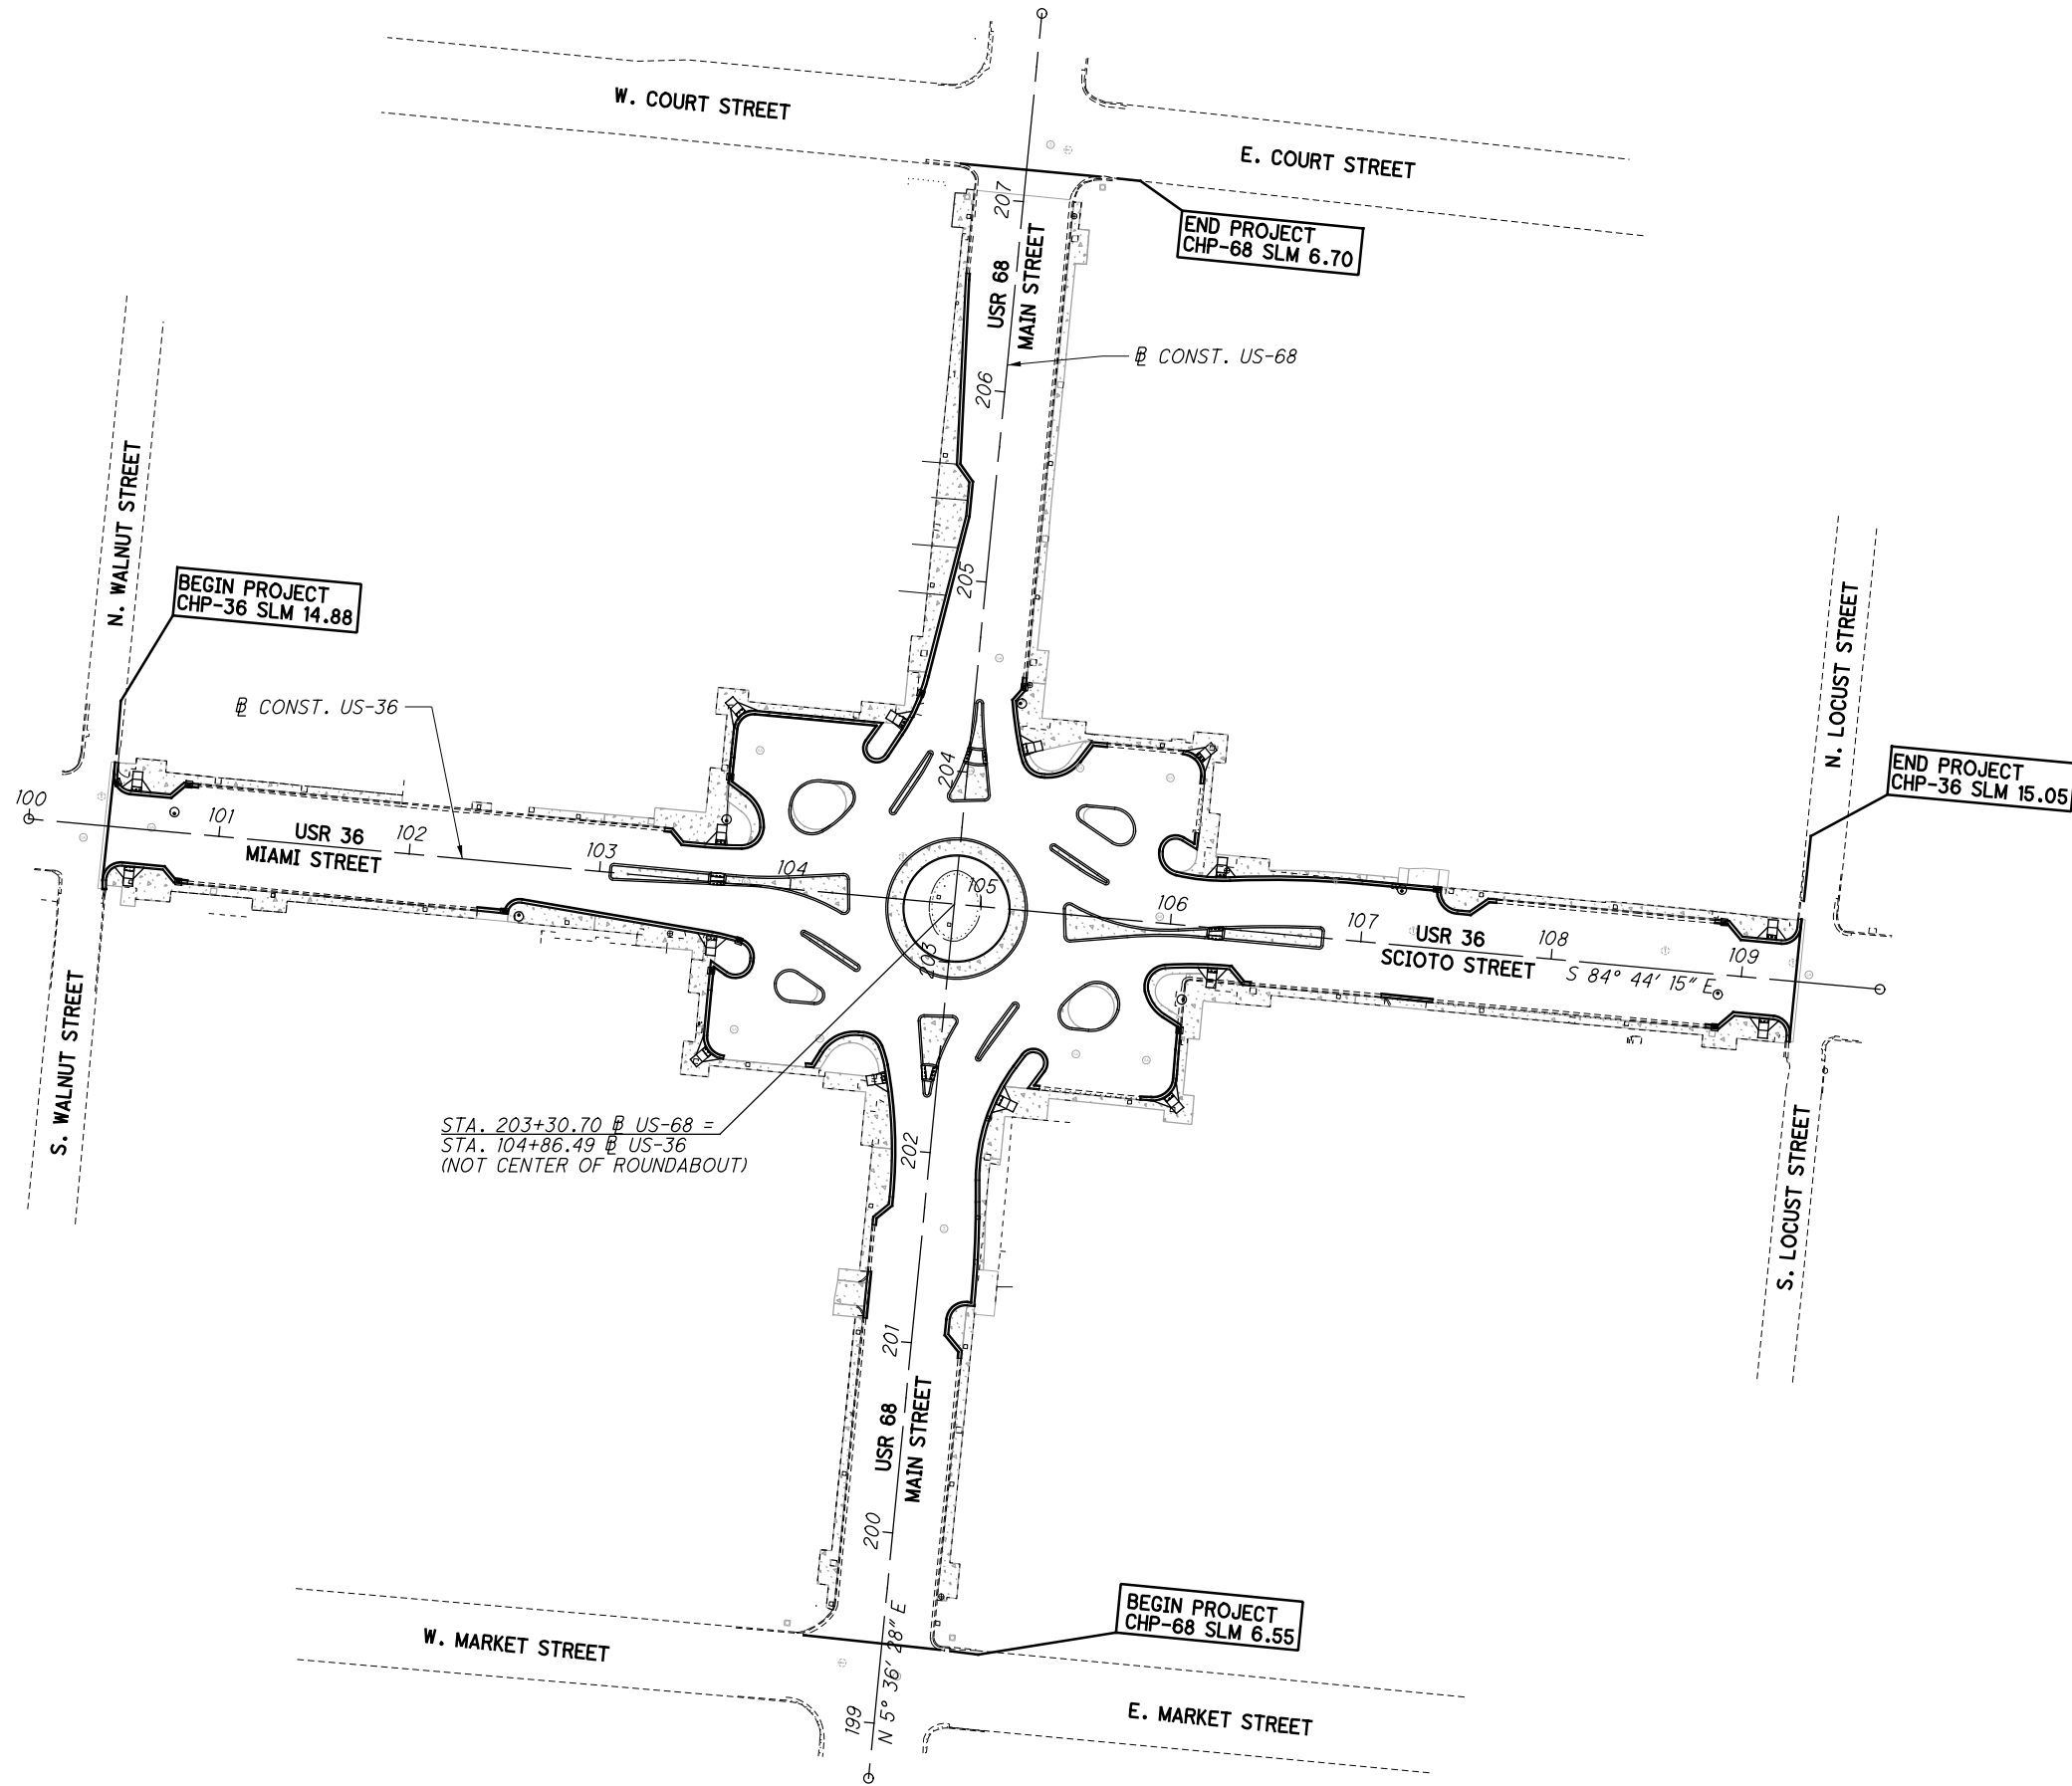 W. COURT STREET
E. COURT STREET
207
END PROJECT
CHP-68 SLM 6.70
USR 68
MAIN STREET
℄ CONST. US-68
206
N. WALNUT STREET
205
BEGIN PROJECT
CHP-36 SLM 14.88
N. LOCUST STREET
℄ CONST. US-36
204
END PROJECT
CHP-36 SLM 15.05
100
101
USR 36
MIAMI STREET
102
103
104
105
106
107
USR 36
SCIOTO STREET
108
109
S 84° 44' 15" E
203
S. WALNUT STREET
STA. 203+30.70 ℄ US-68 =
STA. 104+86.49 ℄ US-36
(NOT CENTER OF ROUNDABOUT)
202
S. LOCUST STREET
201
USR 68
MAIN STREET
200
BEGIN PROJECT
CHP-68 SLM 6.55
W. MARKET STREET
N 5° 36' 28" E
199
E. MARKET STREET